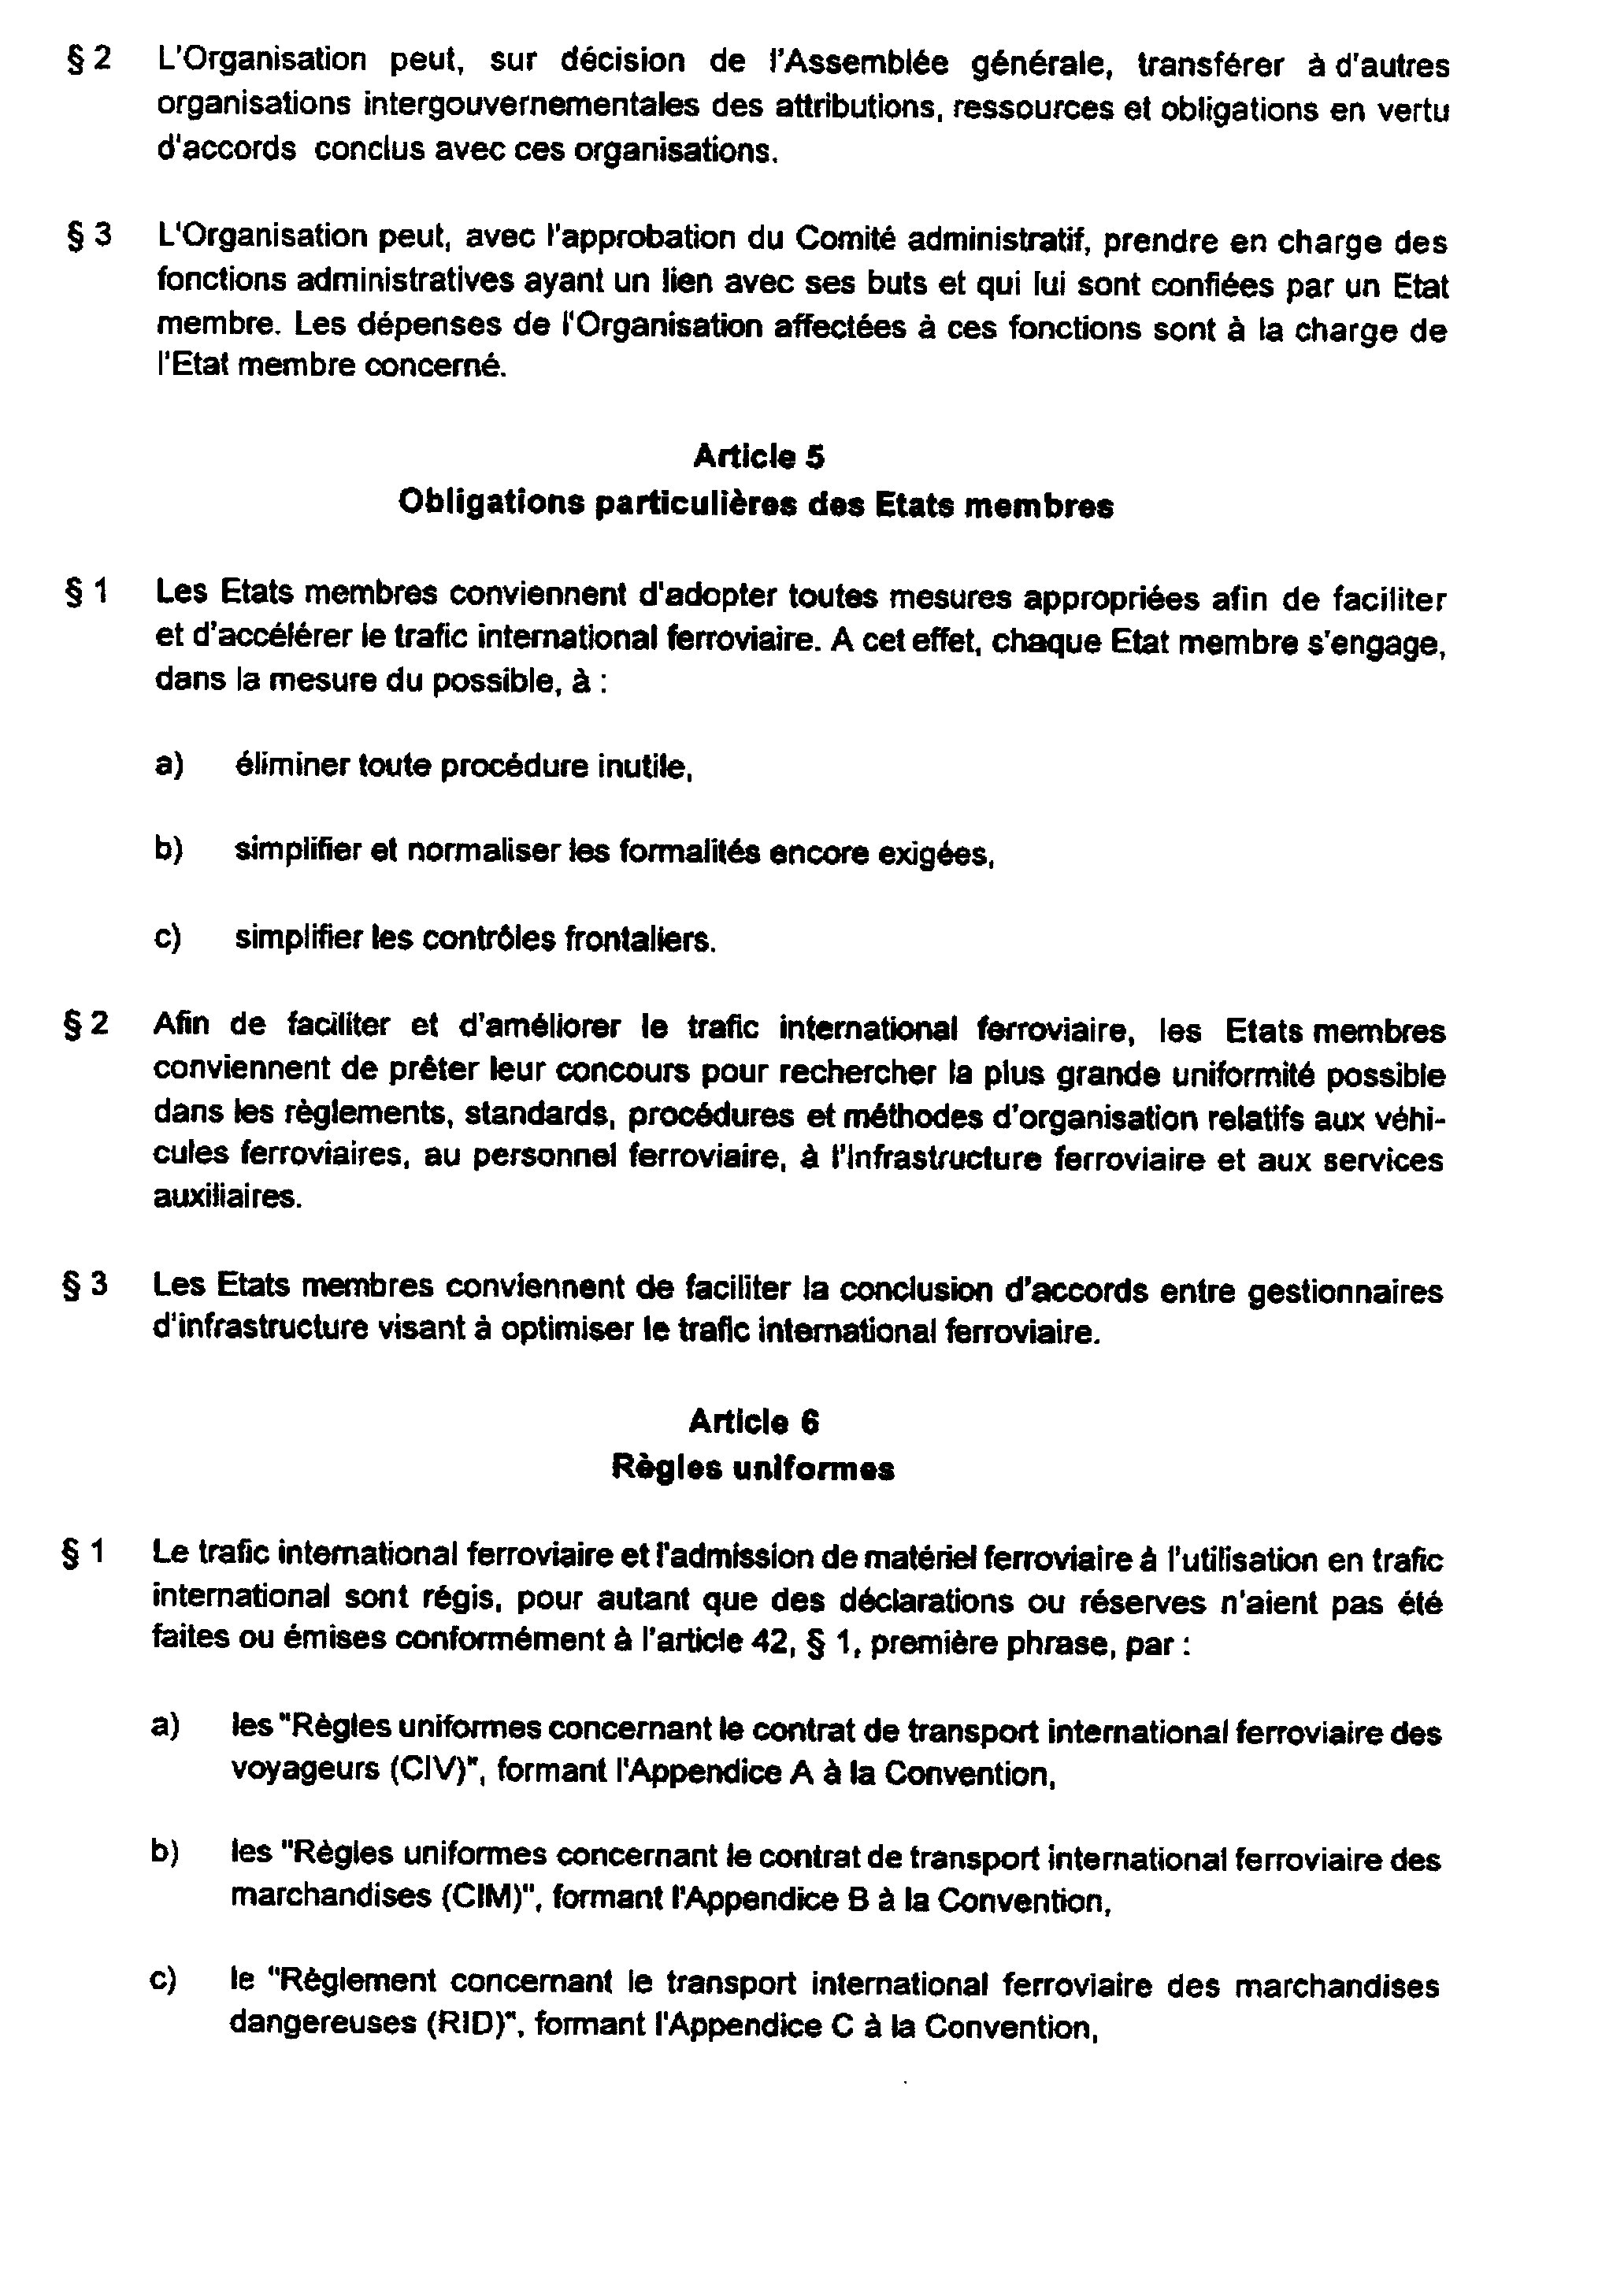 § 2 L'Organisation peut, sur décision de l'Assemblée générale, transférer à d'autres
organisations intergouvernementales des attributions, ressources et obligations en vertu
d'accords conclus avec ces organisations.
§ 3 L'Organisation peut, avec l'approbation du Comité administratif, prendre en charge des
fonctions administratives ayant un lien avec ses buts et qui lui sont confiées par un Etat
membre. Les dépenses de l'Organisation affectées à ces fonctions sont à la charge de
l'Etat membre concerné.
Article 5
Obligations particulières des Etats membres
§ 1 Les Etats membres conviennent d'adopter toutes mesures appropriées afin de faciliter
et d'accélérer le trafic international ferroviaire. A cet effet, chaque Etat membre s'engage,
dans la mesure du possible, à :
a) éliminer toute procédure inutile,
b) simplifier et normaliser les formalités encore exigées,
c) simplifier les contrôles frontaliers.
§ 2 Afin de faciliter et d'améliorer le trafic international ferroviaire, les Etats membres
conviennent de prêter leur concours pour rechercher la plus grande uniformité possible
dans les règlements, standards, procédures et méthodes d'organisation relatifs aux véhi-
cules ferroviaires, au personnel ferroviaire, à l'infrastructure ferroviaire et aux services
auxiliaires.
§ 3 Les Etats membres conviennent de faciliter la conclusion d'accords entre gestionnaires
d'infrastructure visant à optimiser le trafic international ferroviaire.
Article 6
Règles uniformes
§ 1 Le trafic international ferroviaire et l'admission de matériel ferroviaire à l'utilisation en trafic
international sont régis, pour autant que des déclarations ou réserves n'aient pas été
faites ou émises conformément à l'article 42, § 1, première phrase, par :
a) les "Règles uniformes concernant le contrat de transport international ferroviaire des
voyageurs (CIV)", formant l'Appendice A à la Convention,
b) les "Règles uniformes concernant le contrat de transport international ferroviaire des
marchandises (CIM)", formant l'Appendice B à la Convention,
c) le "Règlement concernant le transport international ferroviaire des marchandises
dangereuses (RID)", formant l'Appendice C à la Convention,